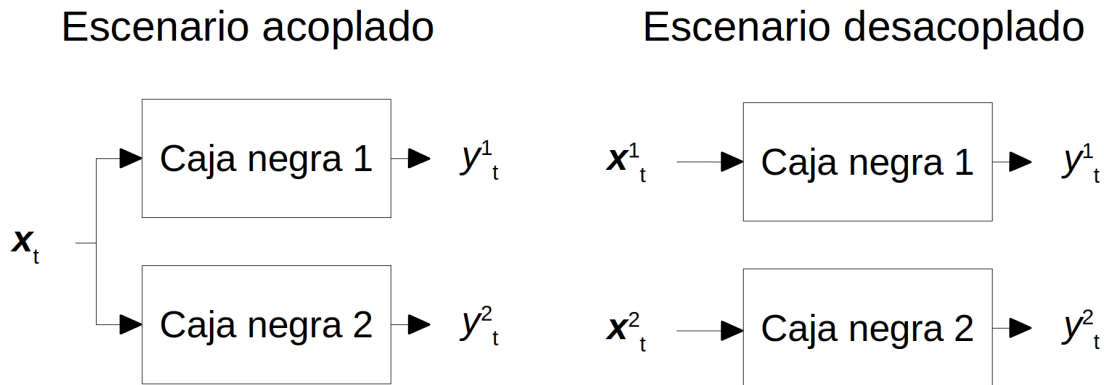 Escenario acoplado
Caja negra 1
y¹ₜ
xₜ
Caja negra 2
y²ₜ
Escenario desacoplado
x¹ₜ
Caja negra 1
y¹ₜ
x²ₜ
Caja negra 2
y²ₜ